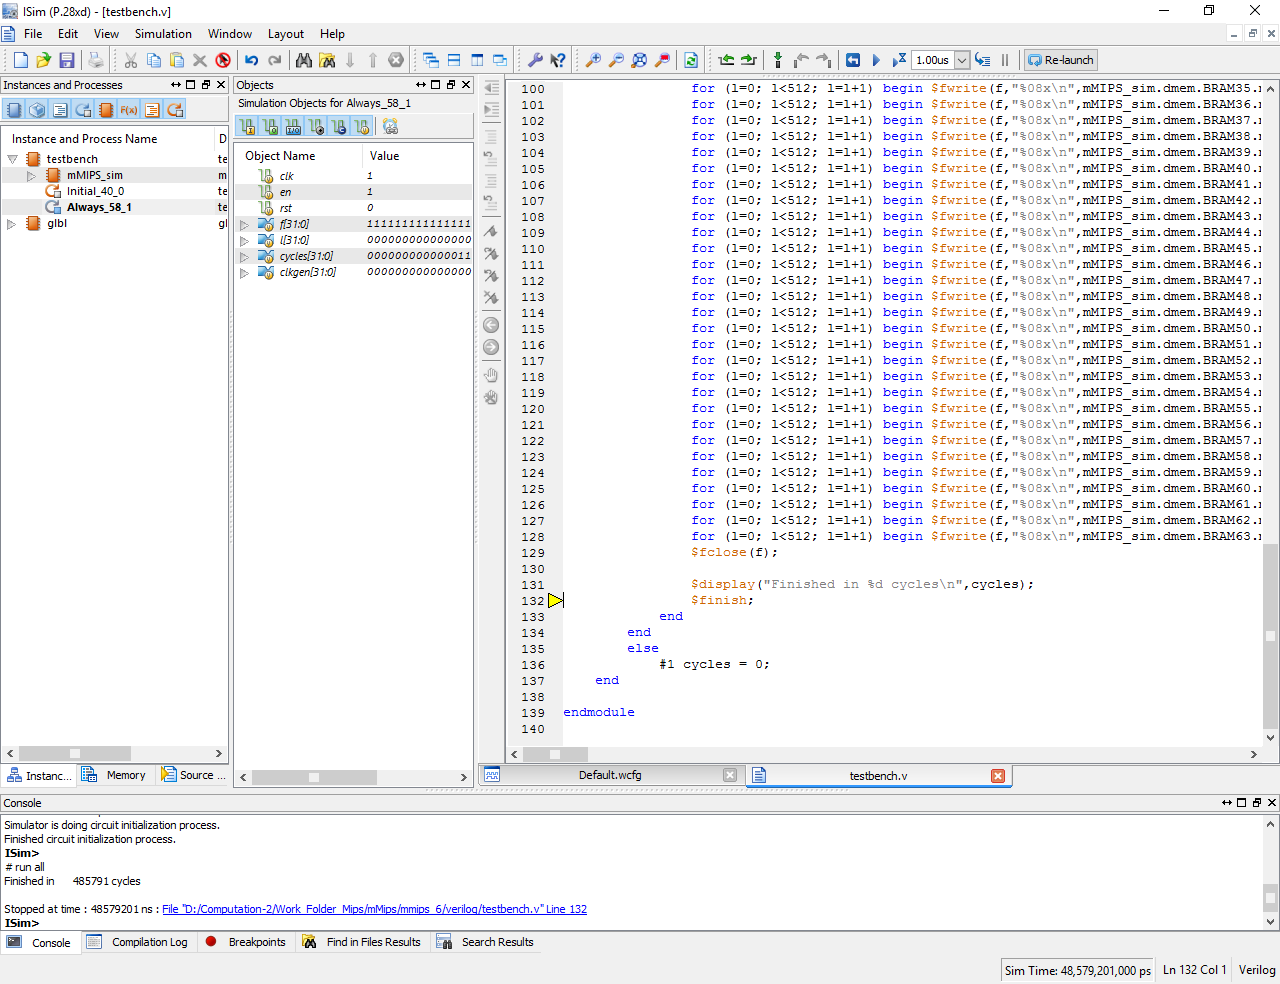 ISim (P.28xd) - [testbench.v]
File Edit View Simulation Window Layout Help
1.00us Re-launch
Instances and Processes
Instance and Process Name D
testbench te
mMIPS_sim m
Initial_40_0 te
Always_58_1 te
glbl gl
Instanc... Memory Source ...
Objects
Simulation Objects for Always_58_1
Object Name Value
clk 1
en 1
rst 0
f[31:0] 1111111111111111
l[31:0] 0000000000000000
cycles[31:0] 0000000000000011
clkgen[31:0] 0000000000000000
100 for (l=0; l<512; l=l+1) begin $fwrite(f,"%08x\n",mMIPS_sim.dmem.BRAM35.
101 for (l=0; l<512; l=l+1) begin $fwrite(f,"%08x\n",mMIPS_sim.dmem.BRAM36.
102 for (l=0; l<512; l=l+1) begin $fwrite(f,"%08x\n",mMIPS_sim.dmem.BRAM37.
103 for (l=0; l<512; l=l+1) begin $fwrite(f,"%08x\n",mMIPS_sim.dmem.BRAM38.
104 for (l=0; l<512; l=l+1) begin $fwrite(f,"%08x\n",mMIPS_sim.dmem.BRAM39.
105 for (l=0; l<512; l=l+1) begin $fwrite(f,"%08x\n",mMIPS_sim.dmem.BRAM40.
106 for (l=0; l<512; l=l+1) begin $fwrite(f,"%08x\n",mMIPS_sim.dmem.BRAM41.
107 for (l=0; l<512; l=l+1) begin $fwrite(f,"%08x\n",mMIPS_sim.dmem.BRAM42.
108 for (l=0; l<512; l=l+1) begin $fwrite(f,"%08x\n",mMIPS_sim.dmem.BRAM43.
109 for (l=0; l<512; l=l+1) begin $fwrite(f,"%08x\n",mMIPS_sim.dmem.BRAM44.
110 for (l=0; l<512; l=l+1) begin $fwrite(f,"%08x\n",mMIPS_sim.dmem.BRAM45.
111 for (l=0; l<512; l=l+1) begin $fwrite(f,"%08x\n",mMIPS_sim.dmem.BRAM46.
112 for (l=0; l<512; l=l+1) begin $fwrite(f,"%08x\n",mMIPS_sim.dmem.BRAM47.
113 for (l=0; l<512; l=l+1) begin $fwrite(f,"%08x\n",mMIPS_sim.dmem.BRAM48.
114 for (l=0; l<512; l=l+1) begin $fwrite(f,"%08x\n",mMIPS_sim.dmem.BRAM49.
115 for (l=0; l<512; l=l+1) begin $fwrite(f,"%08x\n",mMIPS_sim.dmem.BRAM50.
116 for (l=0; l<512; l=l+1) begin $fwrite(f,"%08x\n",mMIPS_sim.dmem.BRAM51.
117 for (l=0; l<512; l=l+1) begin $fwrite(f,"%08x\n",mMIPS_sim.dmem.BRAM52.
118 for (l=0; l<512; l=l+1) begin $fwrite(f,"%08x\n",mMIPS_sim.dmem.BRAM53.
119 for (l=0; l<512; l=l+1) begin $fwrite(f,"%08x\n",mMIPS_sim.dmem.BRAM54.
120 for (l=0; l<512; l=l+1) begin $fwrite(f,"%08x\n",mMIPS_sim.dmem.BRAM55.
121 for (l=0; l<512; l=l+1) begin $fwrite(f,"%08x\n",mMIPS_sim.dmem.BRAM56.
122 for (l=0; l<512; l=l+1) begin $fwrite(f,"%08x\n",mMIPS_sim.dmem.BRAM57.
123 for (l=0; l<512; l=l+1) begin $fwrite(f,"%08x\n",mMIPS_sim.dmem.BRAM58.
124 for (l=0; l<512; l=l+1) begin $fwrite(f,"%08x\n",mMIPS_sim.dmem.BRAM59.
125 for (l=0; l<512; l=l+1) begin $fwrite(f,"%08x\n",mMIPS_sim.dmem.BRAM60.
126 for (l=0; l<512; l=l+1) begin $fwrite(f,"%08x\n",mMIPS_sim.dmem.BRAM61.
127 for (l=0; l<512; l=l+1) begin $fwrite(f,"%08x\n",mMIPS_sim.dmem.BRAM62.
128 for (l=0; l<512; l=l+1) begin $fwrite(f,"%08x\n",mMIPS_sim.dmem.BRAM63.
129 $fclose(f);
130
131 $display("Finished in %d cycles\n",cycles);
132 $finish;
133 end
134 end
135 else
136 #1 cycles = 0;
137 end
138
139 endmodule
140
Default.wcfg testbench.v
Console
Simulator is doing circuit initialization process.
Finished circuit initialization process.
ISim>
# run all
Finished in 485791 cycles
Stopped at time : 48579201 ns : File "D:/Computation-2/Work_Folder_Mips/mMips/mmips_6/verilog/testbench.v" Line 132
ISim>
Console Compilation Log Breakpoints Find in Files Results Search Results
Sim Time: 48,579,201,000 ps Ln 132 Col 1 Verilog